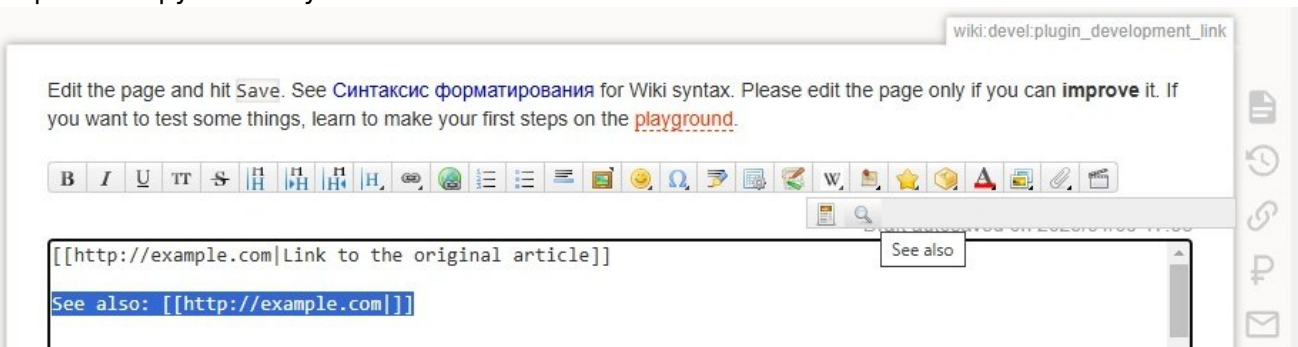 wiki:devel:plugin_development_link
Edit the page and hit Save. See Синтаксис форматирования for Wiki syntax. Please edit the page only if you can improve it. If
you want to test some things, learn to make your first steps on the playground.
B I U TT S H H H H Ω W A
See also
[[http://example.com|Link to the original article]]
See also: [[http://example.com|]]